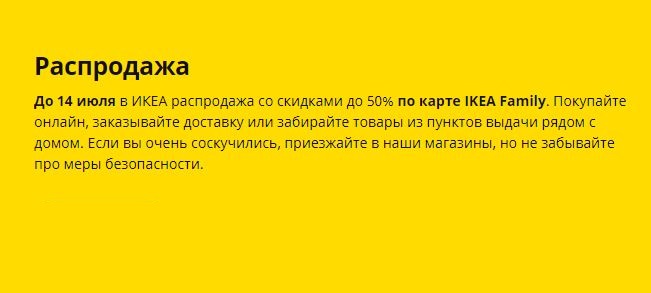 Распродажа
До 14 июля в ИКЕА распродажа со скидками до 50% по карте IKEA Family. Покупайте
онлайн, заказывайте доставку или забирайте товары из пунктов выдачи рядом с
домом. Если вы очень соскучились, приезжайте в наши магазины, но не забывайте
про меры безопасности.